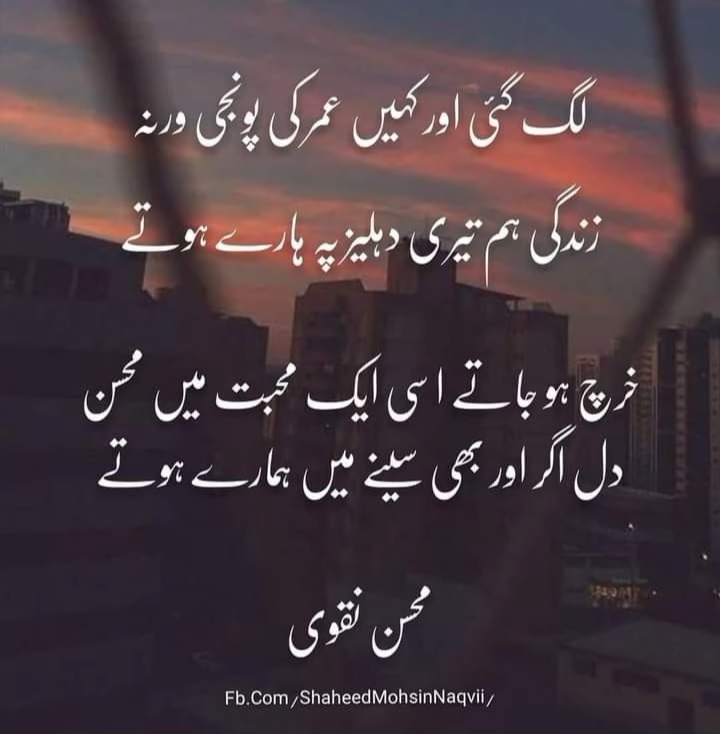 لگ گئی اور کہیں عمر کی پونجی ورنہ
زندگی ہم تیری دہلیز پہ ہارے ہوتے
خرچ ہو جاتے اسی ایک محبت میں محسن
دل اگر اور بھی سینے میں ہمارے ہوتے
محسن نقوی
Fb.Com/ShaheedMohsinNaqvii/